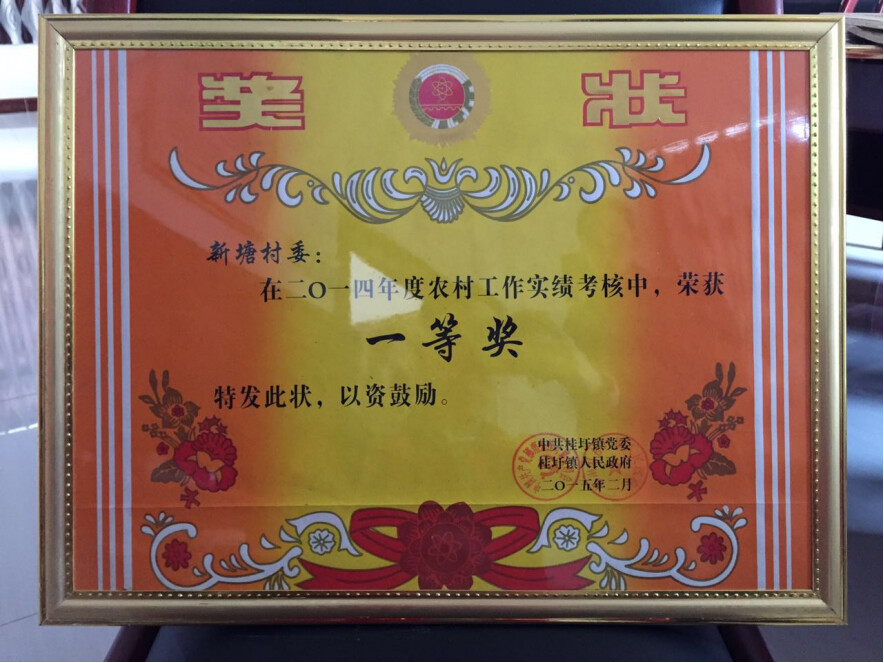 奖状
新塘村委：
在二〇一四年度农村工作实绩考核中，荣获
一等奖
特发此状，以资鼓励。
中共桂圩镇党委
桂圩镇人民政府
二〇一五年二月